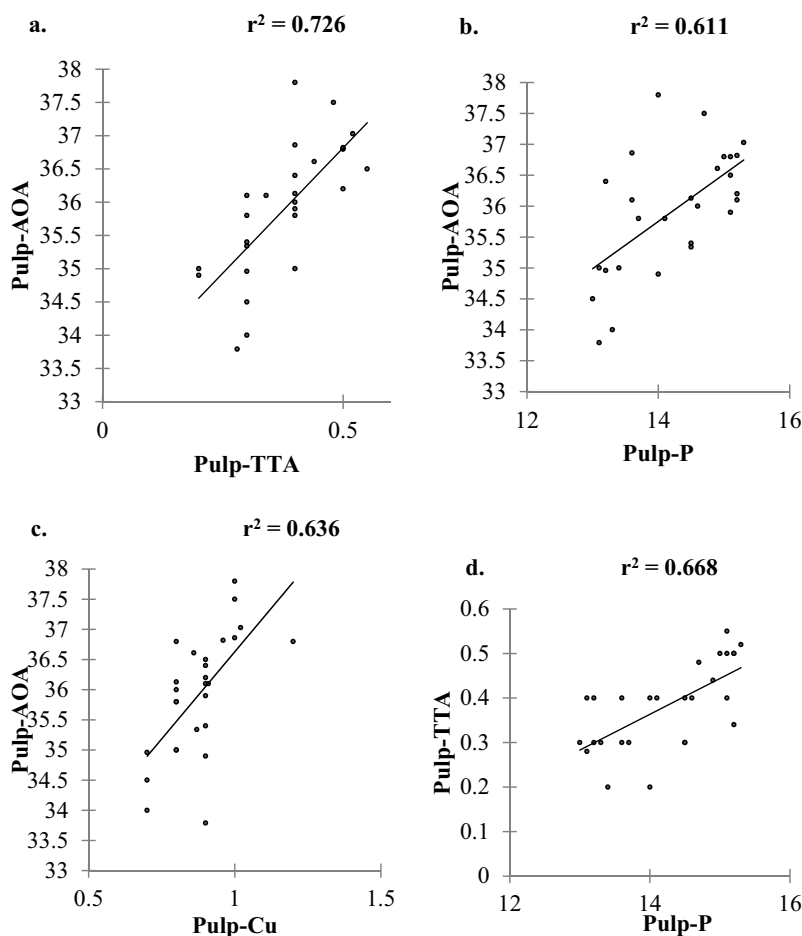 a. r² = 0.726
38
37.5
37
36.5
36
35.5
35
34.5
34
33.5
33
Pulp-AOA
0 0.5
Pulp-TTA
b. r² = 0.611
38
37.5
37
36.5
36
35.5
35
34.5
34
33.5
33
Pulp-AOA
12 14 16
Pulp-P
c. r² = 0.636
38
37.5
37
36.5
36
35.5
35
34.5
34
33.5
33
Pulp-AOA
0.5 1 1.5
Pulp-Cu
d. r² = 0.668
0.6
0.5
0.4
0.3
0.2
0.1
0
Pulp-TTA
12 14 16
Pulp-P